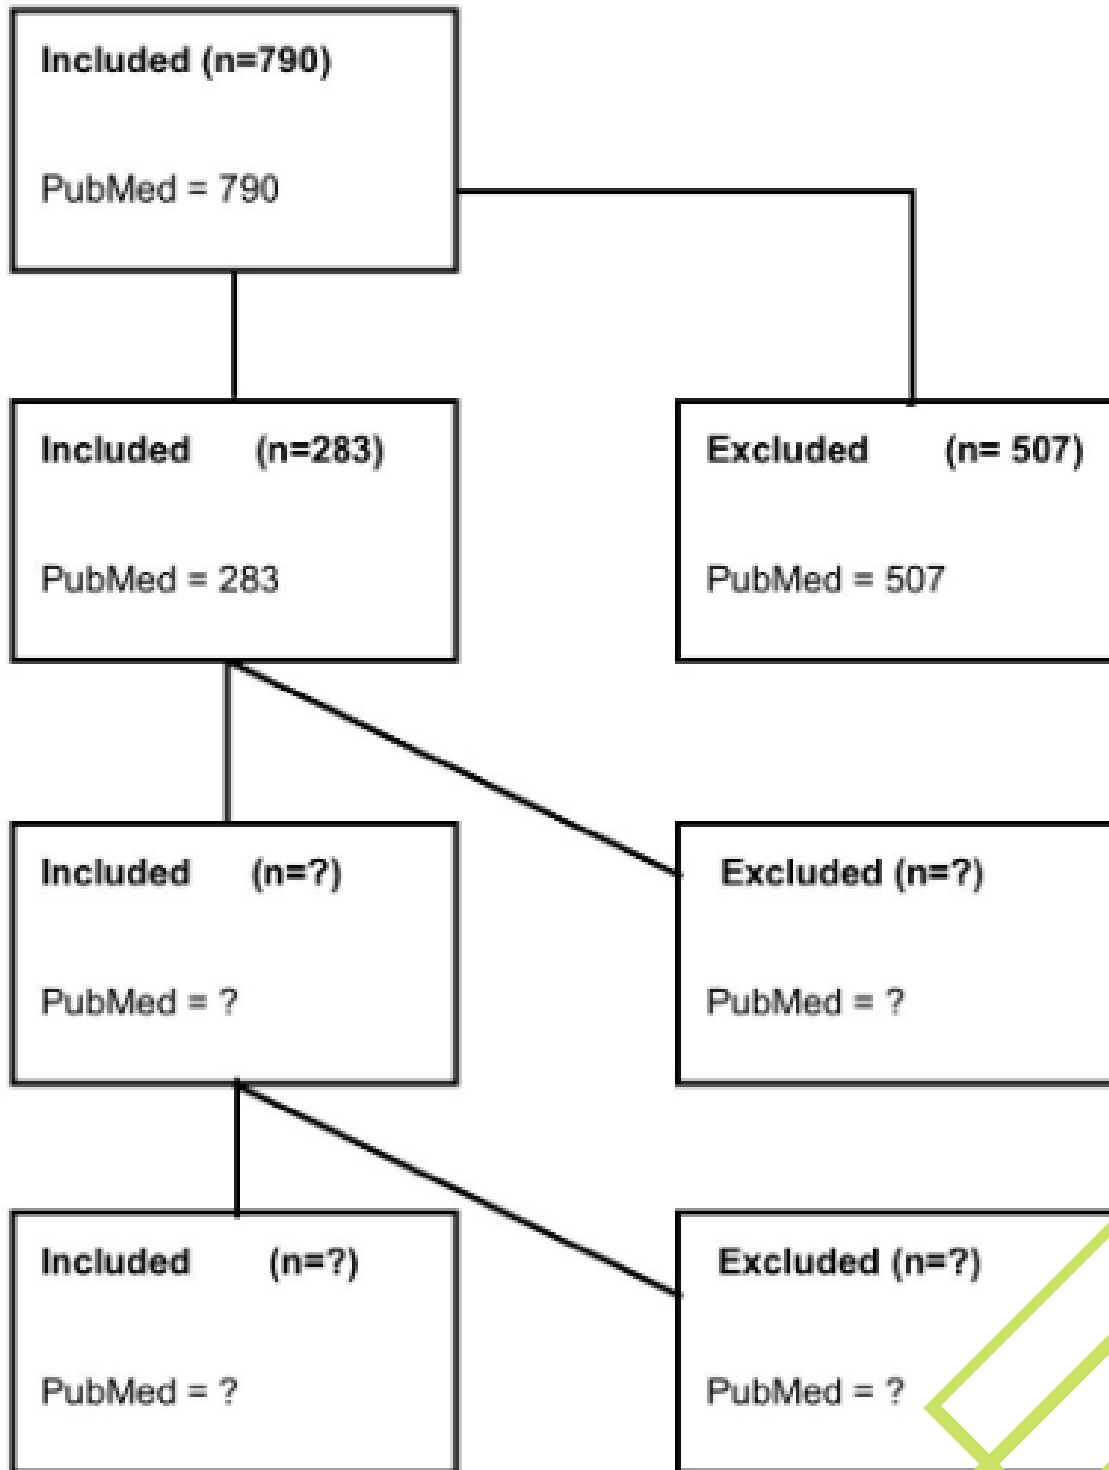 Included (n=790)
PubMed = 790
Included (n=283)
PubMed = 283
Excluded (n= 507)
PubMed = 507
Included (n=?)
PubMed = ?
Excluded (n=?)
PubMed = ?
Included (n=?)
PubMed = ?
Excluded (n=?)
PubMed = ?